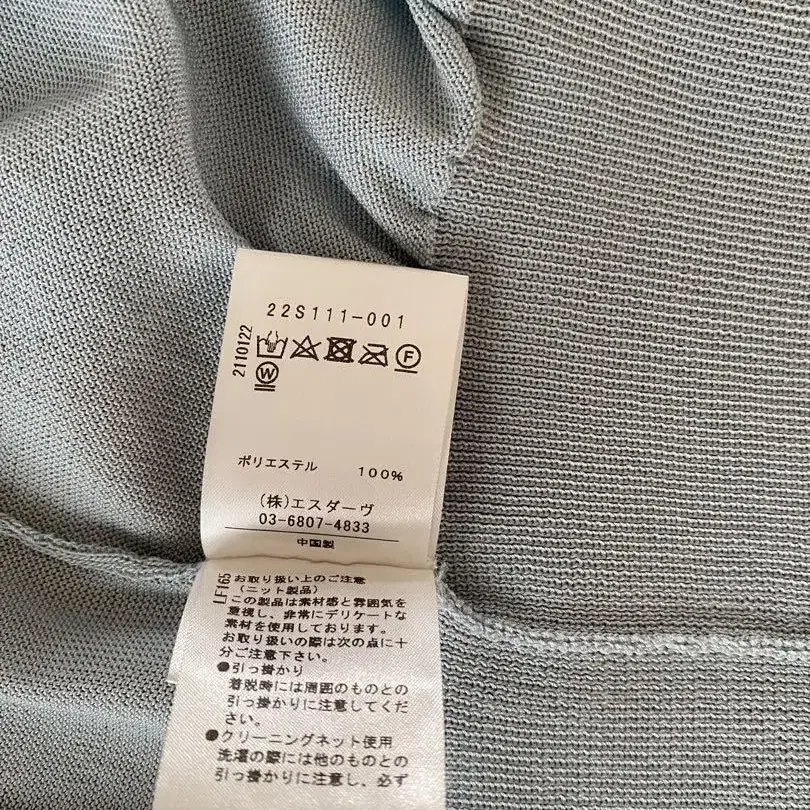 22S111-001
2110122
F
W
ポリエステル 100%
(株)エスダーヴ
03-6807-4833
中国製
LF165
お取り扱い上のご注意
(ニット製品)
この製品は素材感と雰囲気を
重視し、非常にデリケートな
素材を使用しております。
お取り扱いの際は次の点に十
分ご注意下さい。
●引っ掛かり
着脱時には周囲のものとの
引っ掛かりに注意してくだ
さい。
●クリーニングネット使用
洗濯の際には他のものとの
引っ掛かりに注意し、必ず